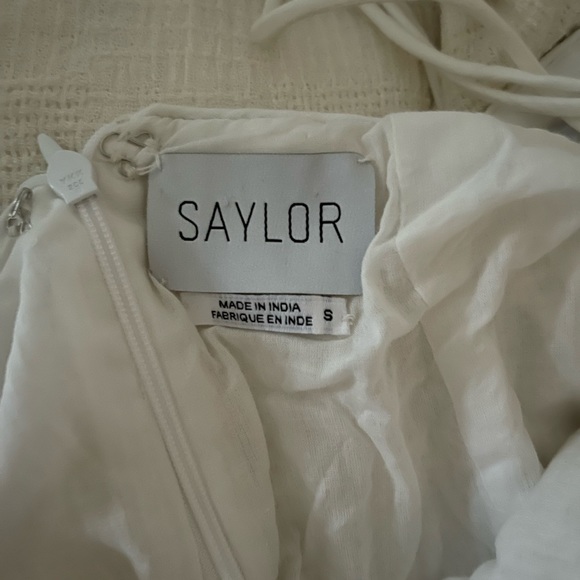 SAYLOR
MADE IN INDIA
FABRIQUE EN INDE
S